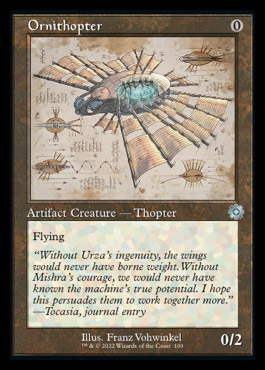 Ornithopter 0
Artifact Creature — Thopter
Flying
“Without Urza’s ingenuity, the wings
would never have borne weight. Without
Mishra’s courage, we would never have
known the machine’s true potential. I hope
this persuades them to work together more.”
—Tocasia, journal entry
Illus. Franz Vohwinkel
0/2
™ & © 2022 Wizards of the Coast 100